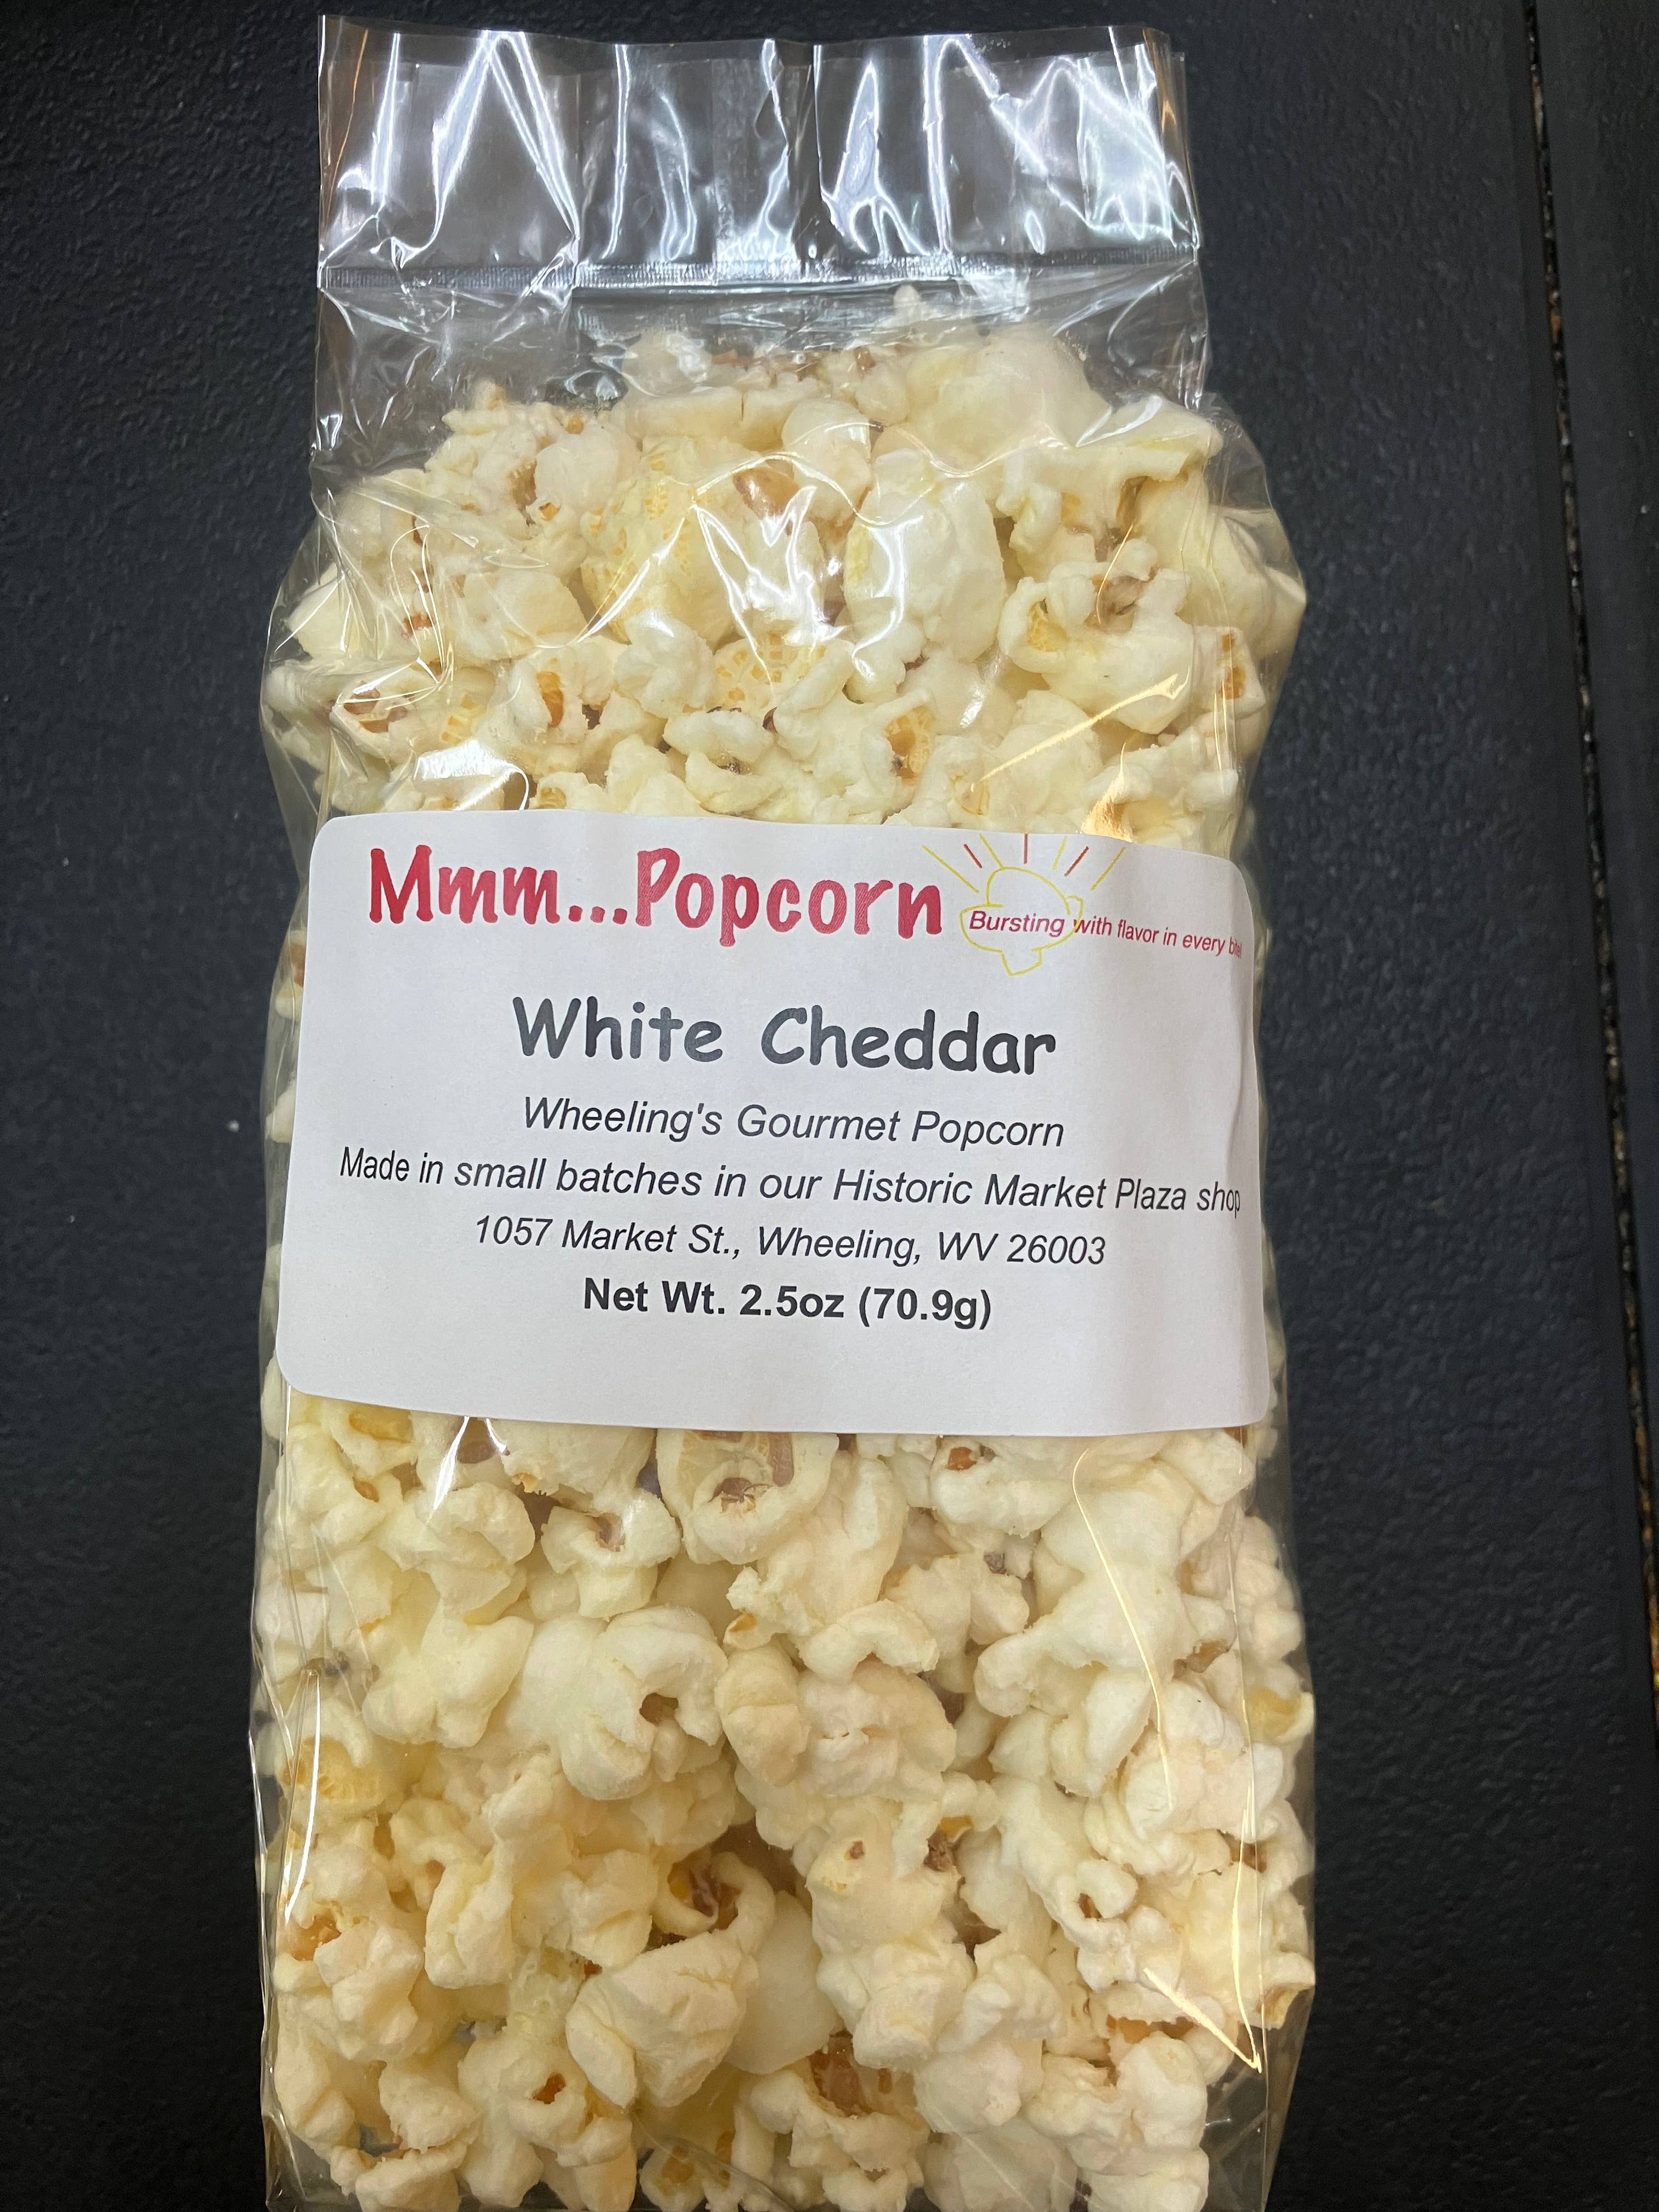 Mmm...Popcorn
Bursting with flavor in every bite!
White Cheddar
Wheeling's Gourmet Popcorn
Made in small batches in our Historic Market Plaza shop
1057 Market St., Wheeling, WV 26003
Net Wt. 2.5oz (70.9g)